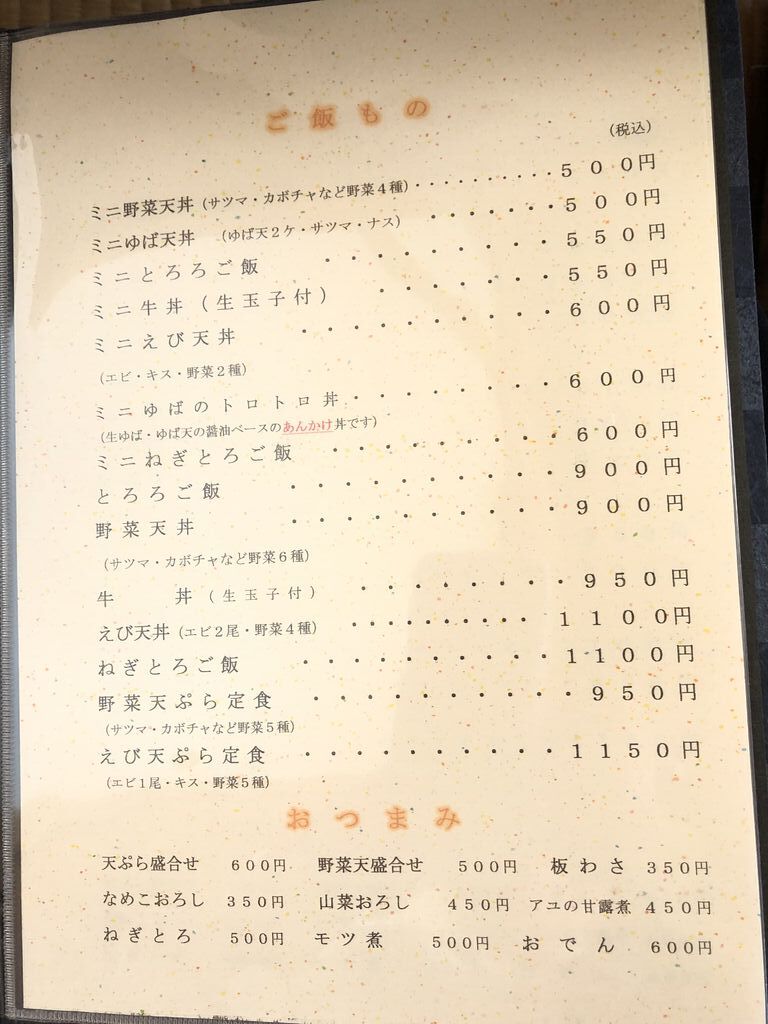 ご飯もの
(税込)
ミニ野菜天丼 (サツマ・カボチャなど野菜4種)・・・・・・・・・・500円
ミニゆば天丼 (ゆば天2ケ・サツマ・ナス) ・・・・・・・500円
ミニとろろご飯 ・・・・・・・・550円
ミニ牛丼(生玉子付) ・・・・・・・・550円
ミニえび天丼 ・・・・・・・・・・600円
(エビ・キス・野菜2種)
ミニゆばのトロトロ丼・・・・・・・・600円
(生ゆば・ゆば天の醤油ベースのあんかけ丼です)
ミニねぎとろご飯 ・・・・・・・・600円
とろろご飯 ・・・・・・・・・・900円
野菜天丼 ・・・・・・・・・・900円
(サツマ・カボチャなど野菜6種)
牛 丼(生玉子付) ・・・・・・・・950円
えび天丼 (エビ2尾・野菜4種) ・・・・・・・・・・1100円
ねぎとろご飯 ・・・・・・・・・1100円
野菜天ぷら定食 ・・・・・・・・・・950円
(サツマ・カボチャなど野菜5種)
えび天ぷら定食 ・・・・・・・・・・1150円
(エビ1尾・キス・野菜5種)
おつまみ
天ぷら盛合せ 600円 野菜天盛合せ 500円 板わさ 350円
なめこおろし 350円 山菜おろし 450円 アユの甘露煮 450円
ねぎとろ 500円 モツ煮 500円 おでん 600円